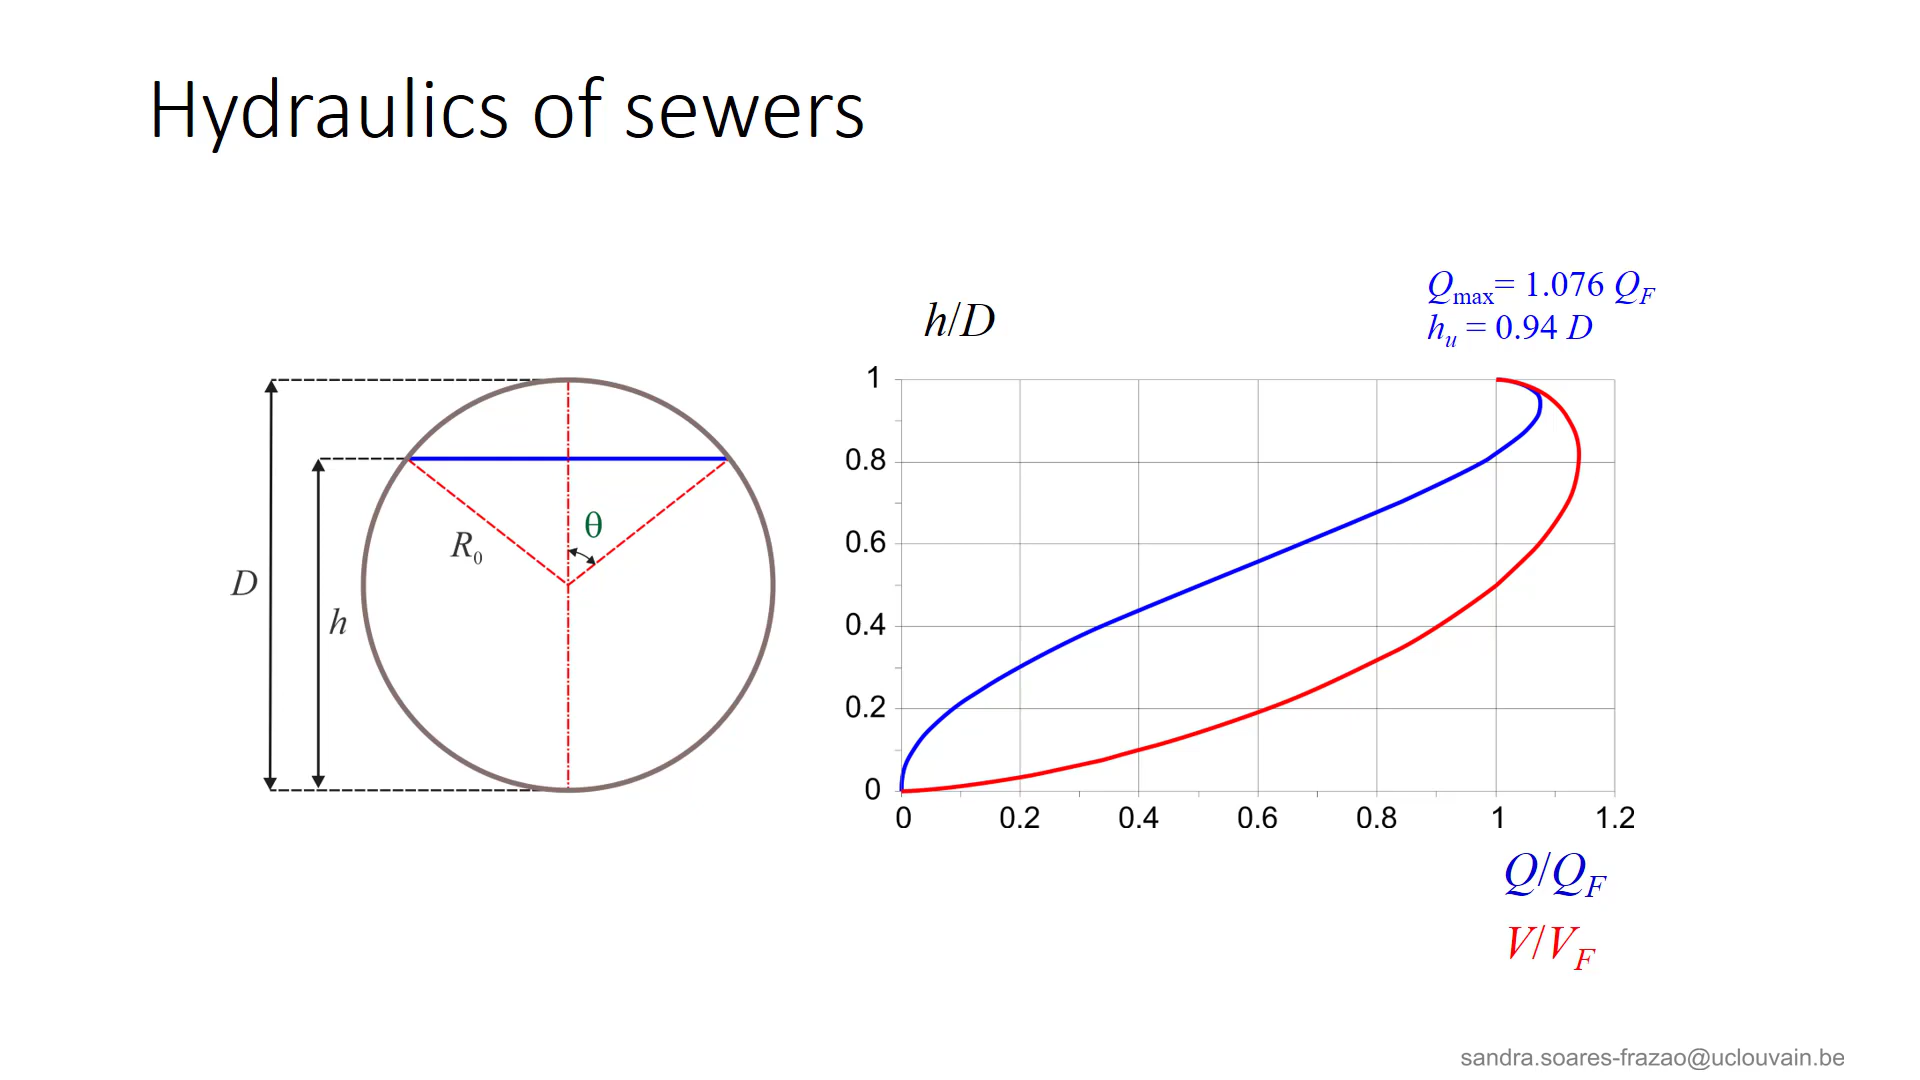 Hydraulics of sewers
Qmax= 1.076 QF
hu = 0.94 D
h/D
D
h
R0
θ
1
0.8
0.6
0.4
0.2
0
0 0.2 0.4 0.6 0.8 1 1.2
Q/QF
V/VF
sandra.soares-frazao@uclouvain.be